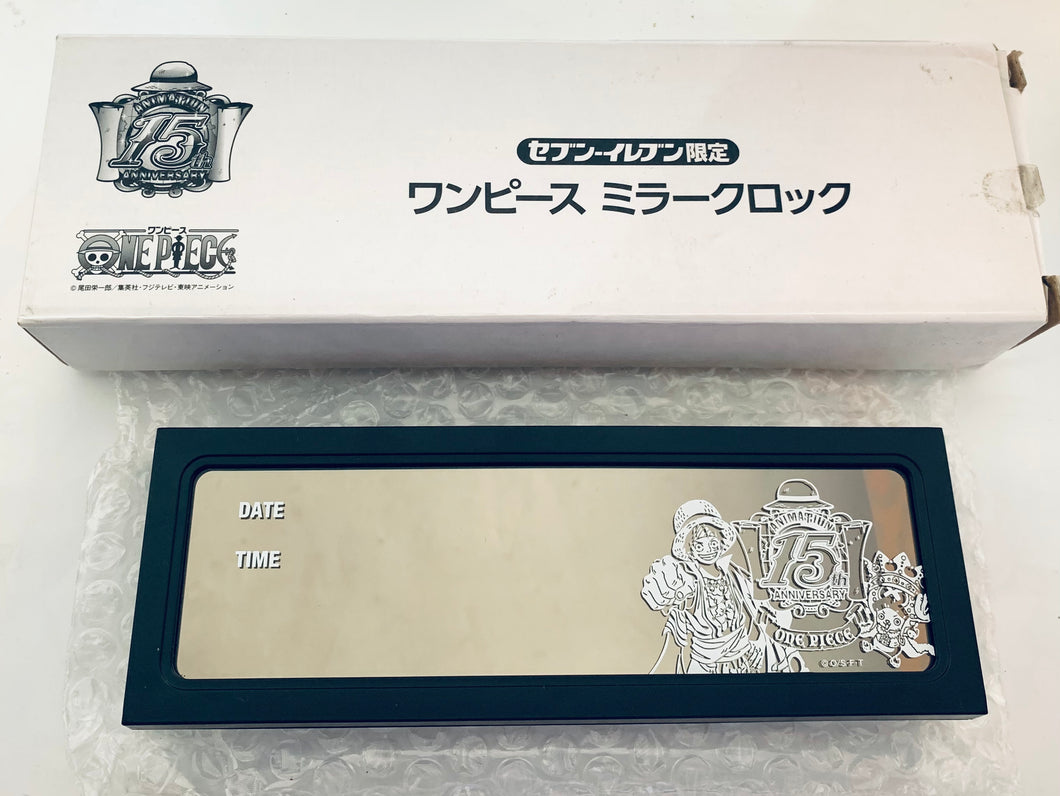 ANIMATION
15th
ANNIVERSARY
ワンピース
ONE PIECE
©尾田栄一郎／集英社・フジテレビ・東映アニメーション
セブン-イレブン限定
ワンピース ミラークロック
DATE
TIME
ANIMATION
15th
ANNIVERSARY
ONE PIECE
©O/S・F・T